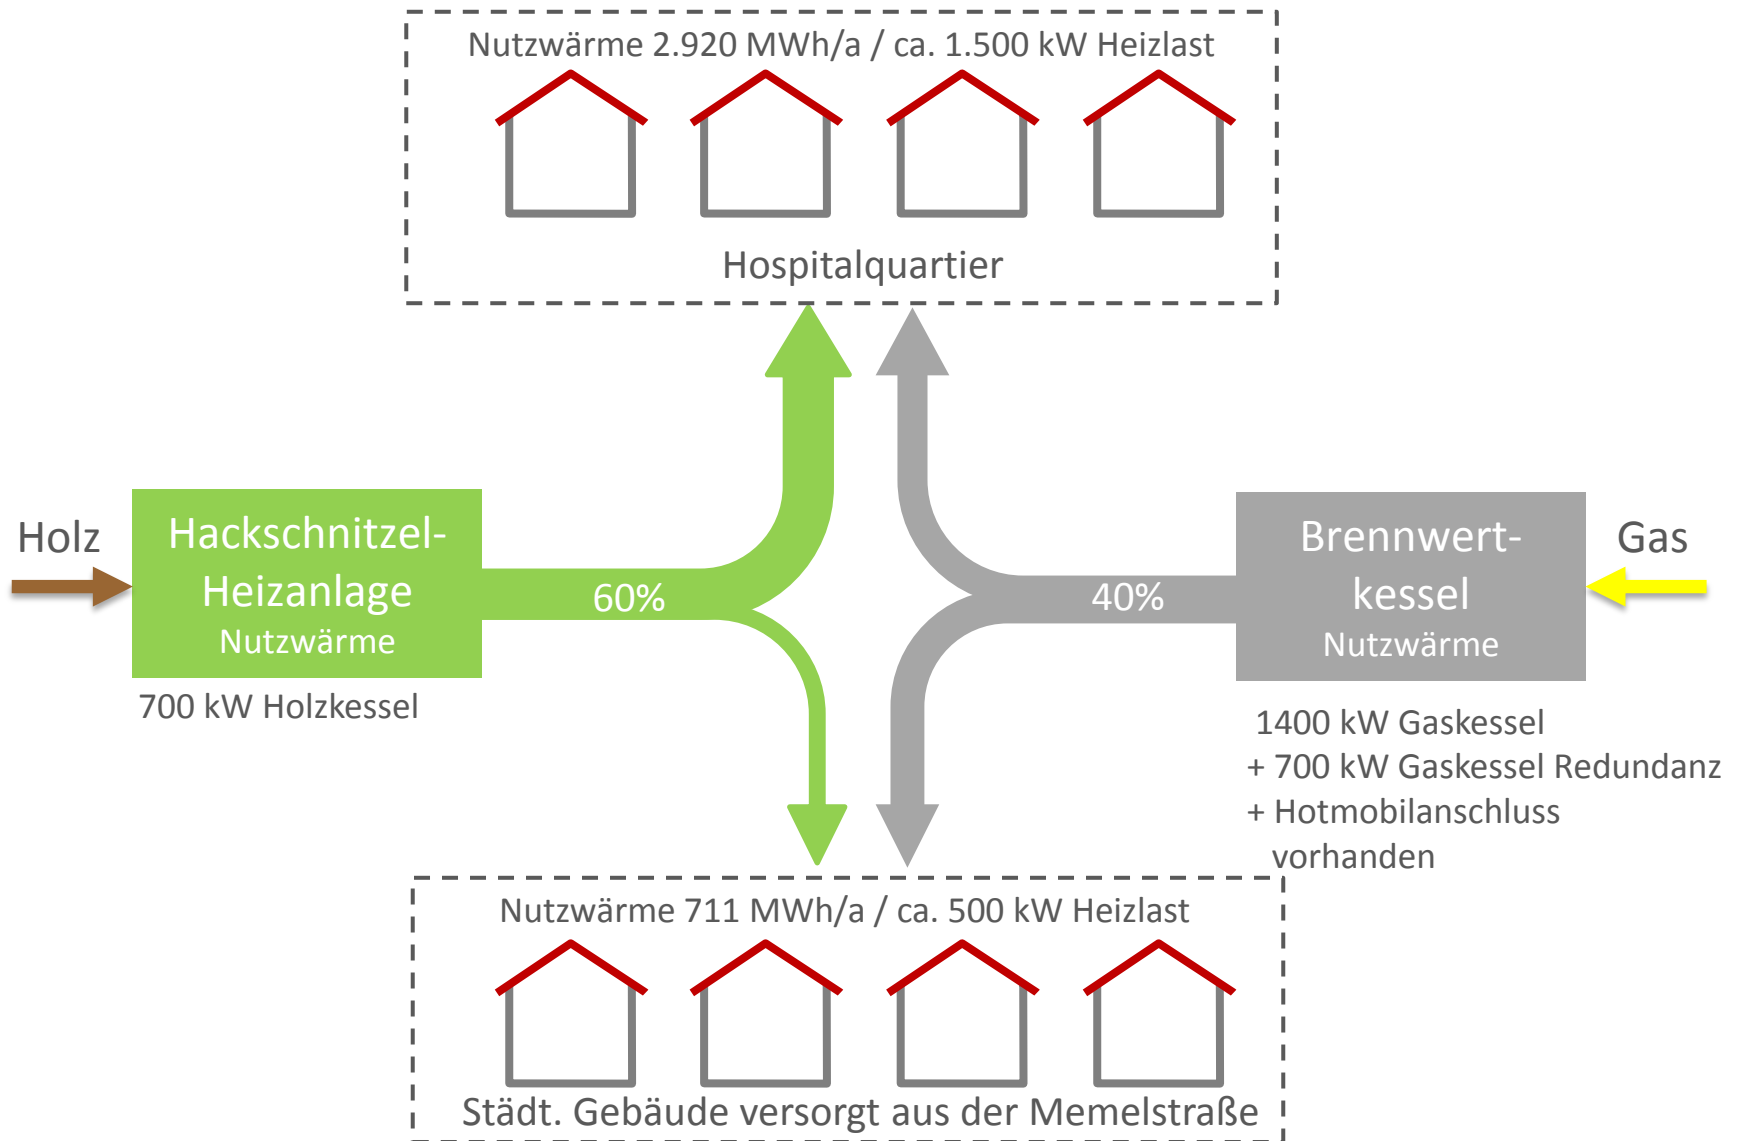 Nutzwärme 2.920 MWh/a / ca. 1.500 kW Heizlast
Hospitalquartier
Holz
Hackschnitzel-
Heizanlage
Nutzwärme
700 kW Holzkessel
60%
40%
Brennwert-
kessel
Nutzwärme
Gas
1400 kW Gaskessel
+ 700 kW Gaskessel Redundanz
+ Hotmobilanschluss
vorhanden
Nutzwärme 711 MWh/a / ca. 500 kW Heizlast
Städt. Gebäude versorgt aus der Memelstraße